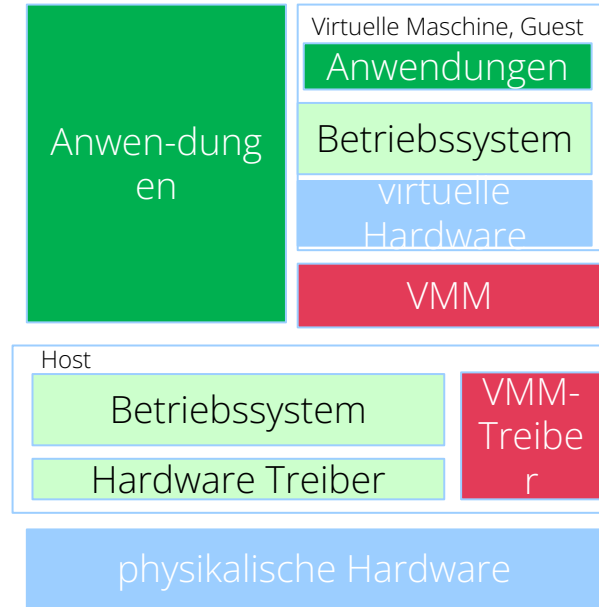 Virtuelle Maschine, Guest
Anwendungen
Anwen-dung
en
Betriebssystem
virtuelle
Hardware
VMM
Host
Betriebssystem
VMM-
Treibe
r
Hardware Treiber
physikalische Hardware